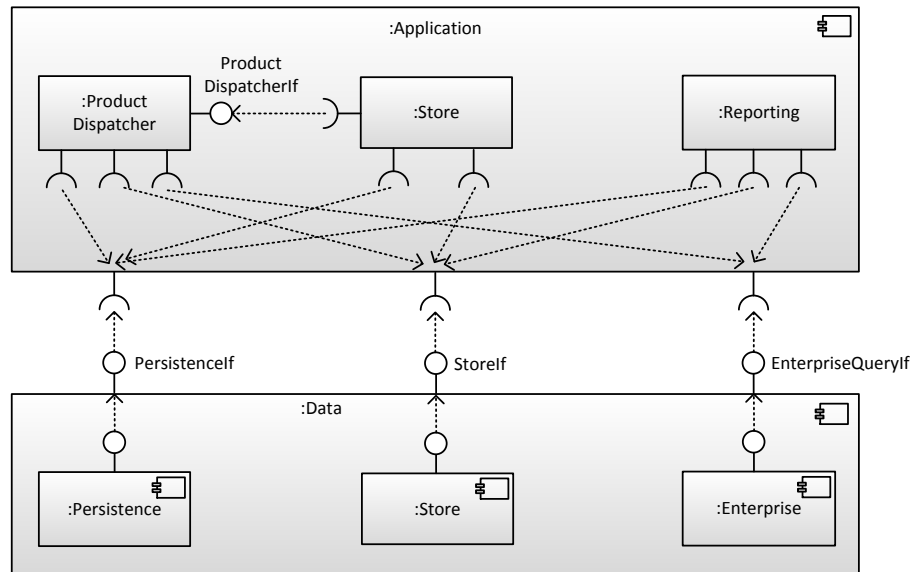 :Application
Product
DispatcherIf
:Product
Dispatcher
:Store
:Reporting
PersistenceIf
StoreIf
EnterpriseQueryIf
:Data
:Persistence
:Store
:Enterprise